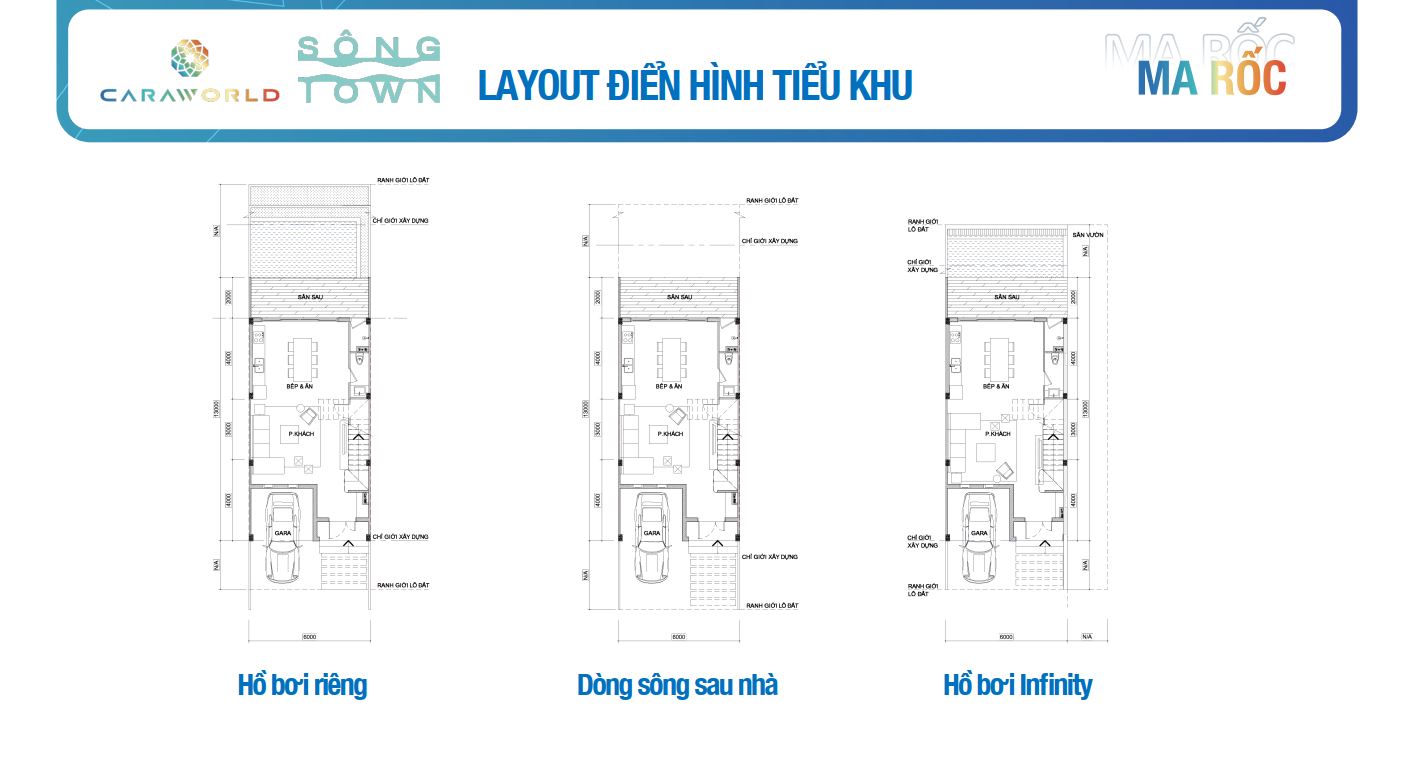 CARAWORLD
SÔNG
TOWN
LAYOUT ĐIỂN HÌNH TIỂU KHU
MA RỐC
MA RỐC
RANH GIỚI LÔ ĐẤT
CHỈ GIỚI XÂY DỰNG
N/A
SÂN SAU
2000
4000
BẾP & ĂN
13000
3000
P.KHÁCH
4000
GARA
CHỈ GIỚI XÂY DỰNG
N/A
RANH GIỚI LÔ ĐẤT
6000
Hồ bơi riêng
RANH GIỚI LÔ ĐẤT
N/A
CHỈ GIỚI XÂY DỰNG
SÂN SAU
2000
4000
BẾP & ĂN
13000
3000
P.KHÁCH
4000
GARA
CHỈ GIỚI XÂY DỰNG
N/A
RANH GIỚI LÔ ĐẤT
6000
Dòng sông sau nhà
RANH GIỚI
LÔ ĐẤT
SÂN VƯỜN
N/A
CHỈ GIỚI
XÂY DỰNG
SÂN SAU
2000
4000
BẾP & ĂN
13000
3000
P.KHÁCH
4000
GARA
CHỈ GIỚI
XÂY DỰNG
N/A
RANH GIỚI
LÔ ĐẤT
6000
N/A
Hồ bơi Infinity